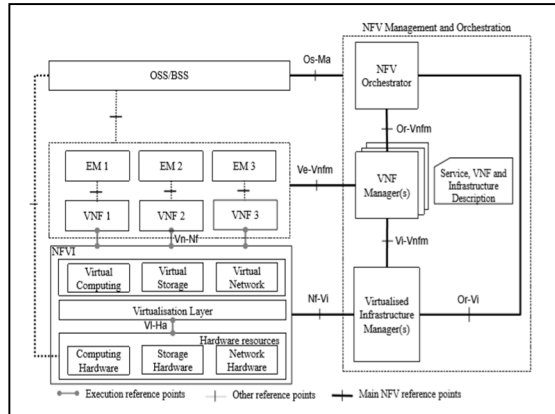 NFV Management and Orchestration
Os-Ma
OSS/BSS
NFV
Orchestrator
Or-Vnfm
EM 1
EM 2
EM 3
Ve-Vnfm
VNF
Manager(s)
Service, VNF and
Infrastructure
Description
VNF 1
VNF 2
VNF 3
Vn-Nf
NFVI
Vi-Vnfm
Virtual
Computing
Virtual
Storage
Virtual
Network
Nf-Vi
Virtualisation Layer
Virtualised
Infrastructure
Manager(s)
Or-Vi
Vl-Ha
Hardware resources
Computing
Hardware
Storage
Hardware
Network
Hardware
Execution reference points
Other reference points
Main NFV reference points